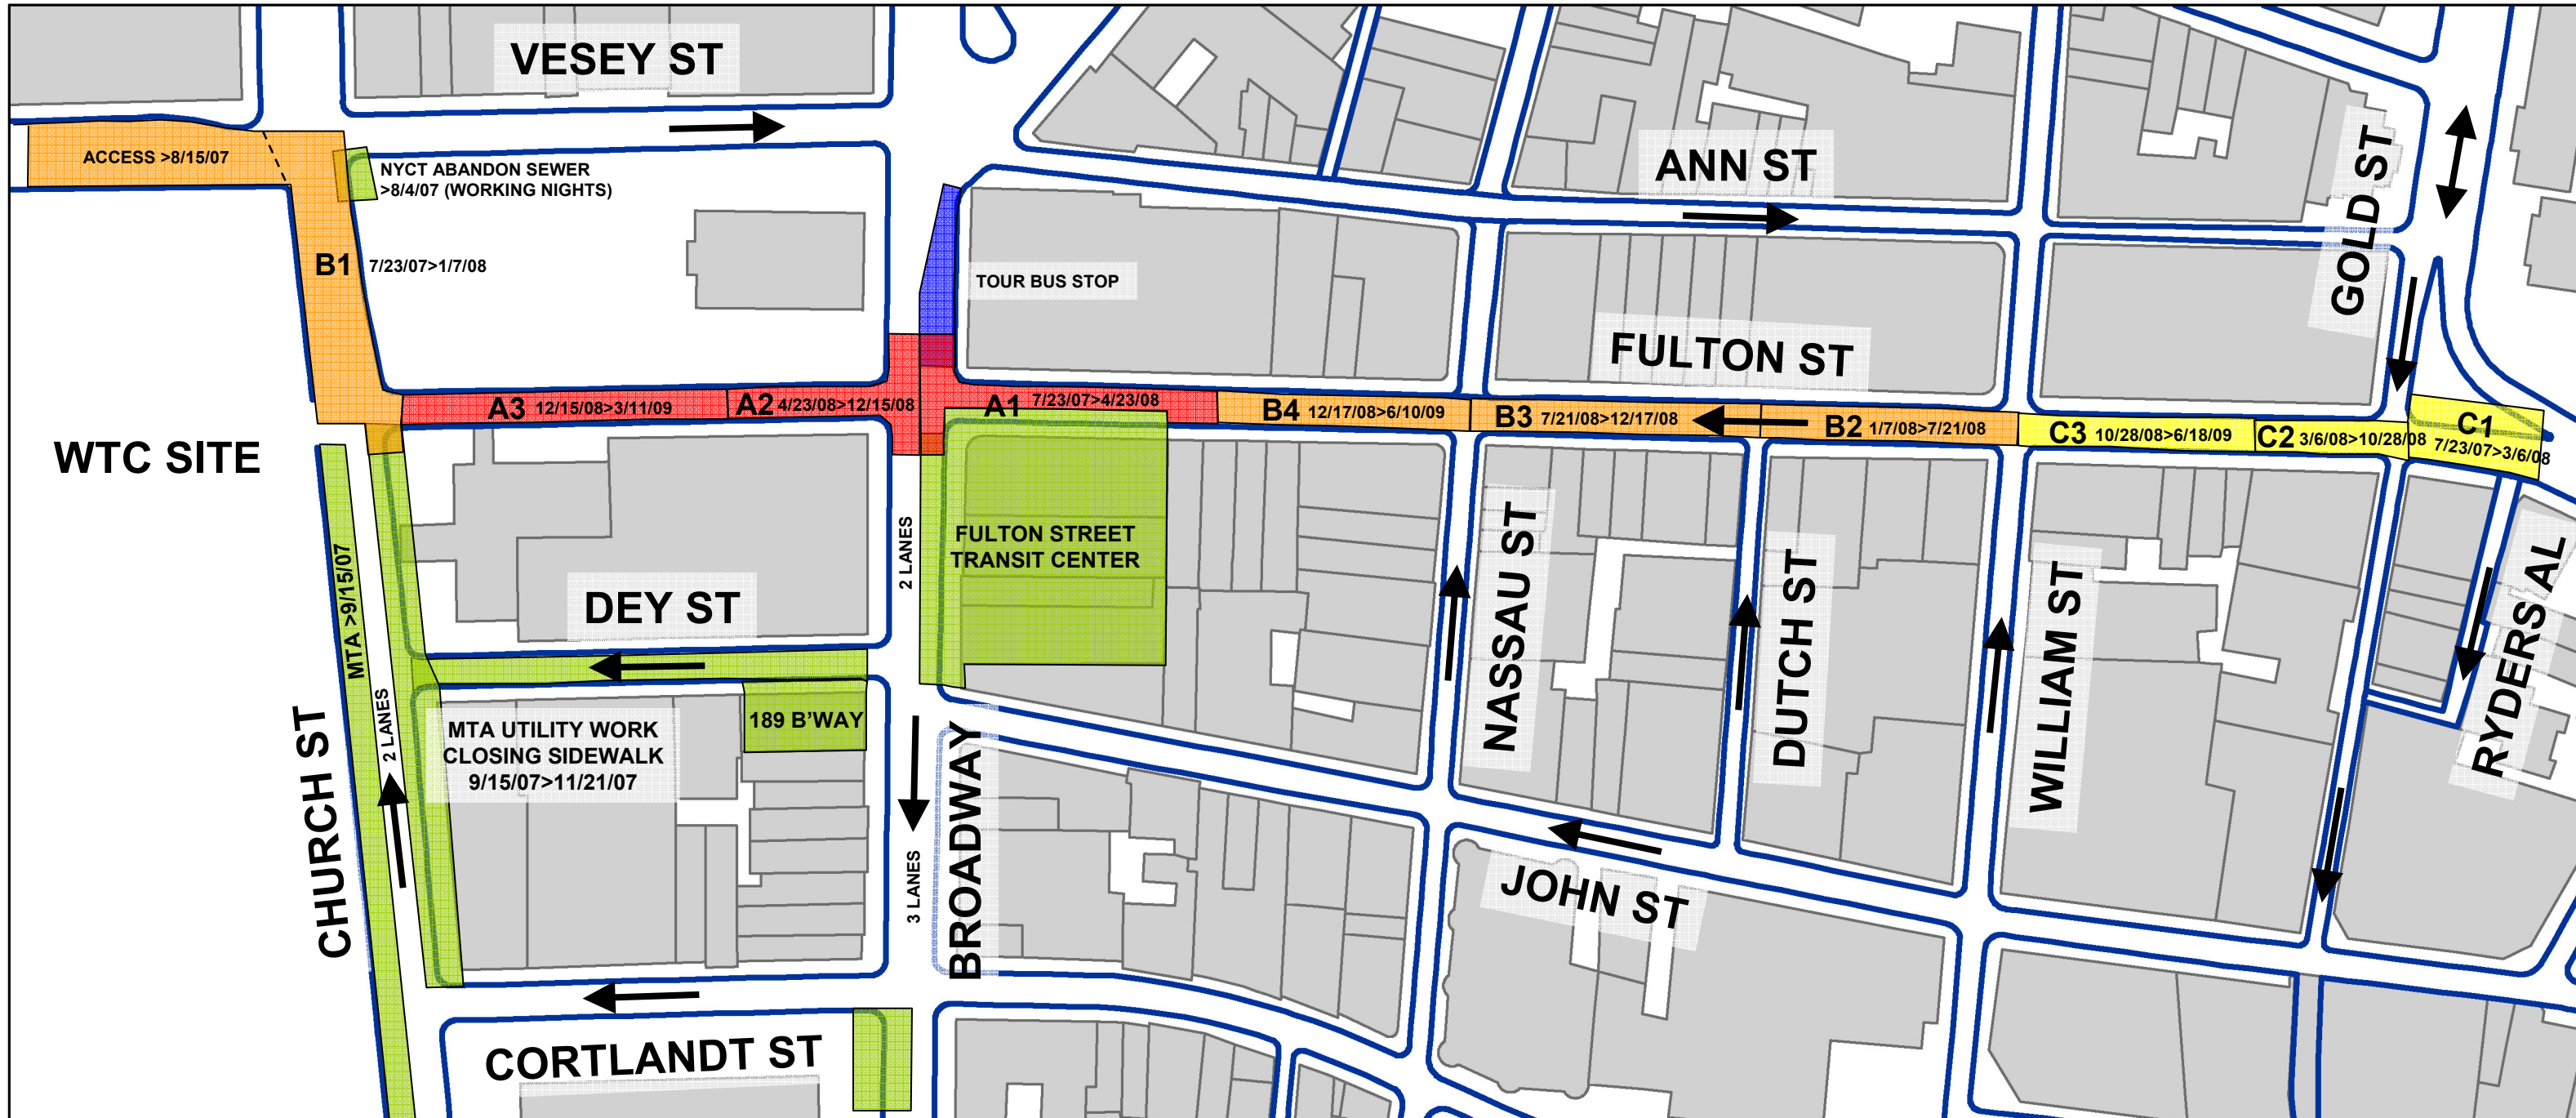 VESEY ST
ACCESS >8/15/07
NYCT ABANDON SEWER
>8/4/07 (WORKING NIGHTS)
ANN ST
GOLD ST
B1 7/23/07>1/7/08
TOUR BUS STOP
FULTON ST
A3 12/15/08>3/11/09
A2 4/23/08>12/15/08
A1 7/23/07>4/23/08
B4 12/17/08>6/10/09
B3 7/21/08>12/17/08
B2 1/7/08>7/21/08
C3 10/28/08>6/18/09
C2 3/6/08>10/28/08
C1
7/23/07>3/6/08
WTC SITE
MTA >9/15/07
2 LANES
FULTON STREET
TRANSIT CENTER
DEY ST
NASSAU ST
DUTCH ST
WILLIAM ST
RYDERS AL
CHURCH ST
2 LANES
MTA UTILITY WORK
CLOSING SIDEWALK
9/15/07>11/21/07
189 B'WAY
3 LANES
BROADWAY
JOHN ST
CORTLANDT ST